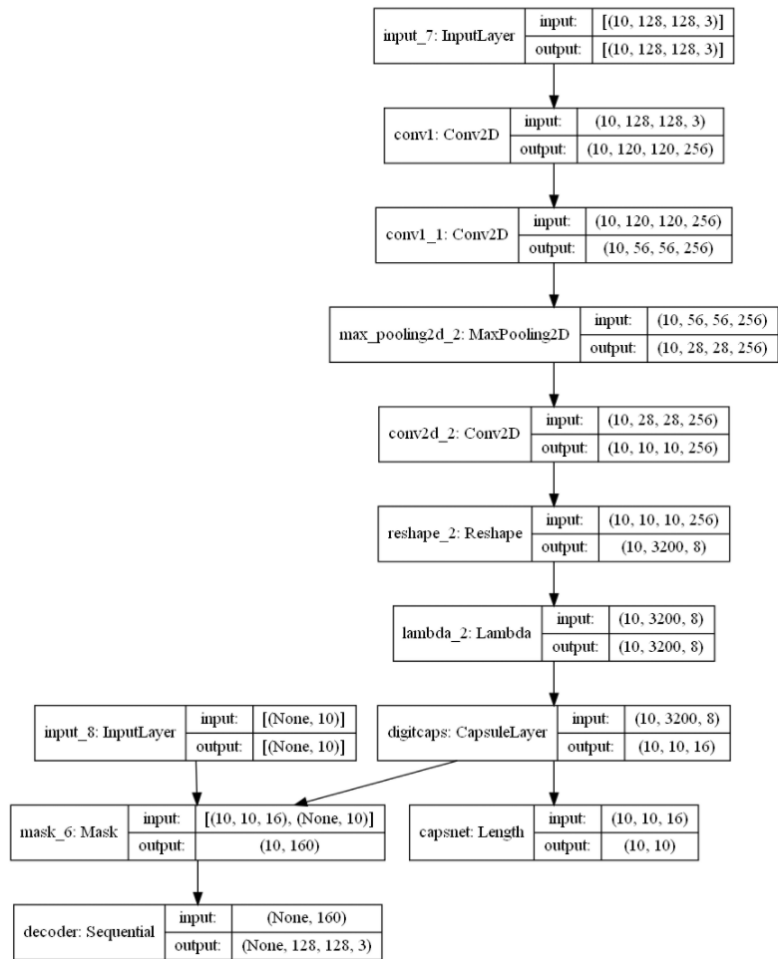 input_7: InputLayer
input: [(10, 128, 128, 3)]
output: [(10, 128, 128, 3)]
conv1: Conv2D
input: (10, 128, 128, 3)
output: (10, 120, 120, 256)
conv1_1: Conv2D
input: (10, 120, 120, 256)
output: (10, 56, 56, 256)
max_pooling2d_2: MaxPooling2D
input: (10, 56, 56, 256)
output: (10, 28, 28, 256)
conv2d_2: Conv2D
input: (10, 28, 28, 256)
output: (10, 10, 10, 256)
reshape_2: Reshape
input: (10, 10, 10, 256)
output: (10, 3200, 8)
lambda_2: Lambda
input: (10, 3200, 8)
output: (10, 3200, 8)
input_8: InputLayer
input: [(None, 10)]
output: [(None, 10)]
digitcaps: CapsuleLayer
input: (10, 3200, 8)
output: (10, 10, 16)
mask_6: Mask
input: [(10, 10, 16), (None, 10)]
output: (10, 160)
capsnet: Length
input: (10, 10, 16)
output: (10, 10)
decoder: Sequential
input: (None, 160)
output: (None, 128, 128, 3)